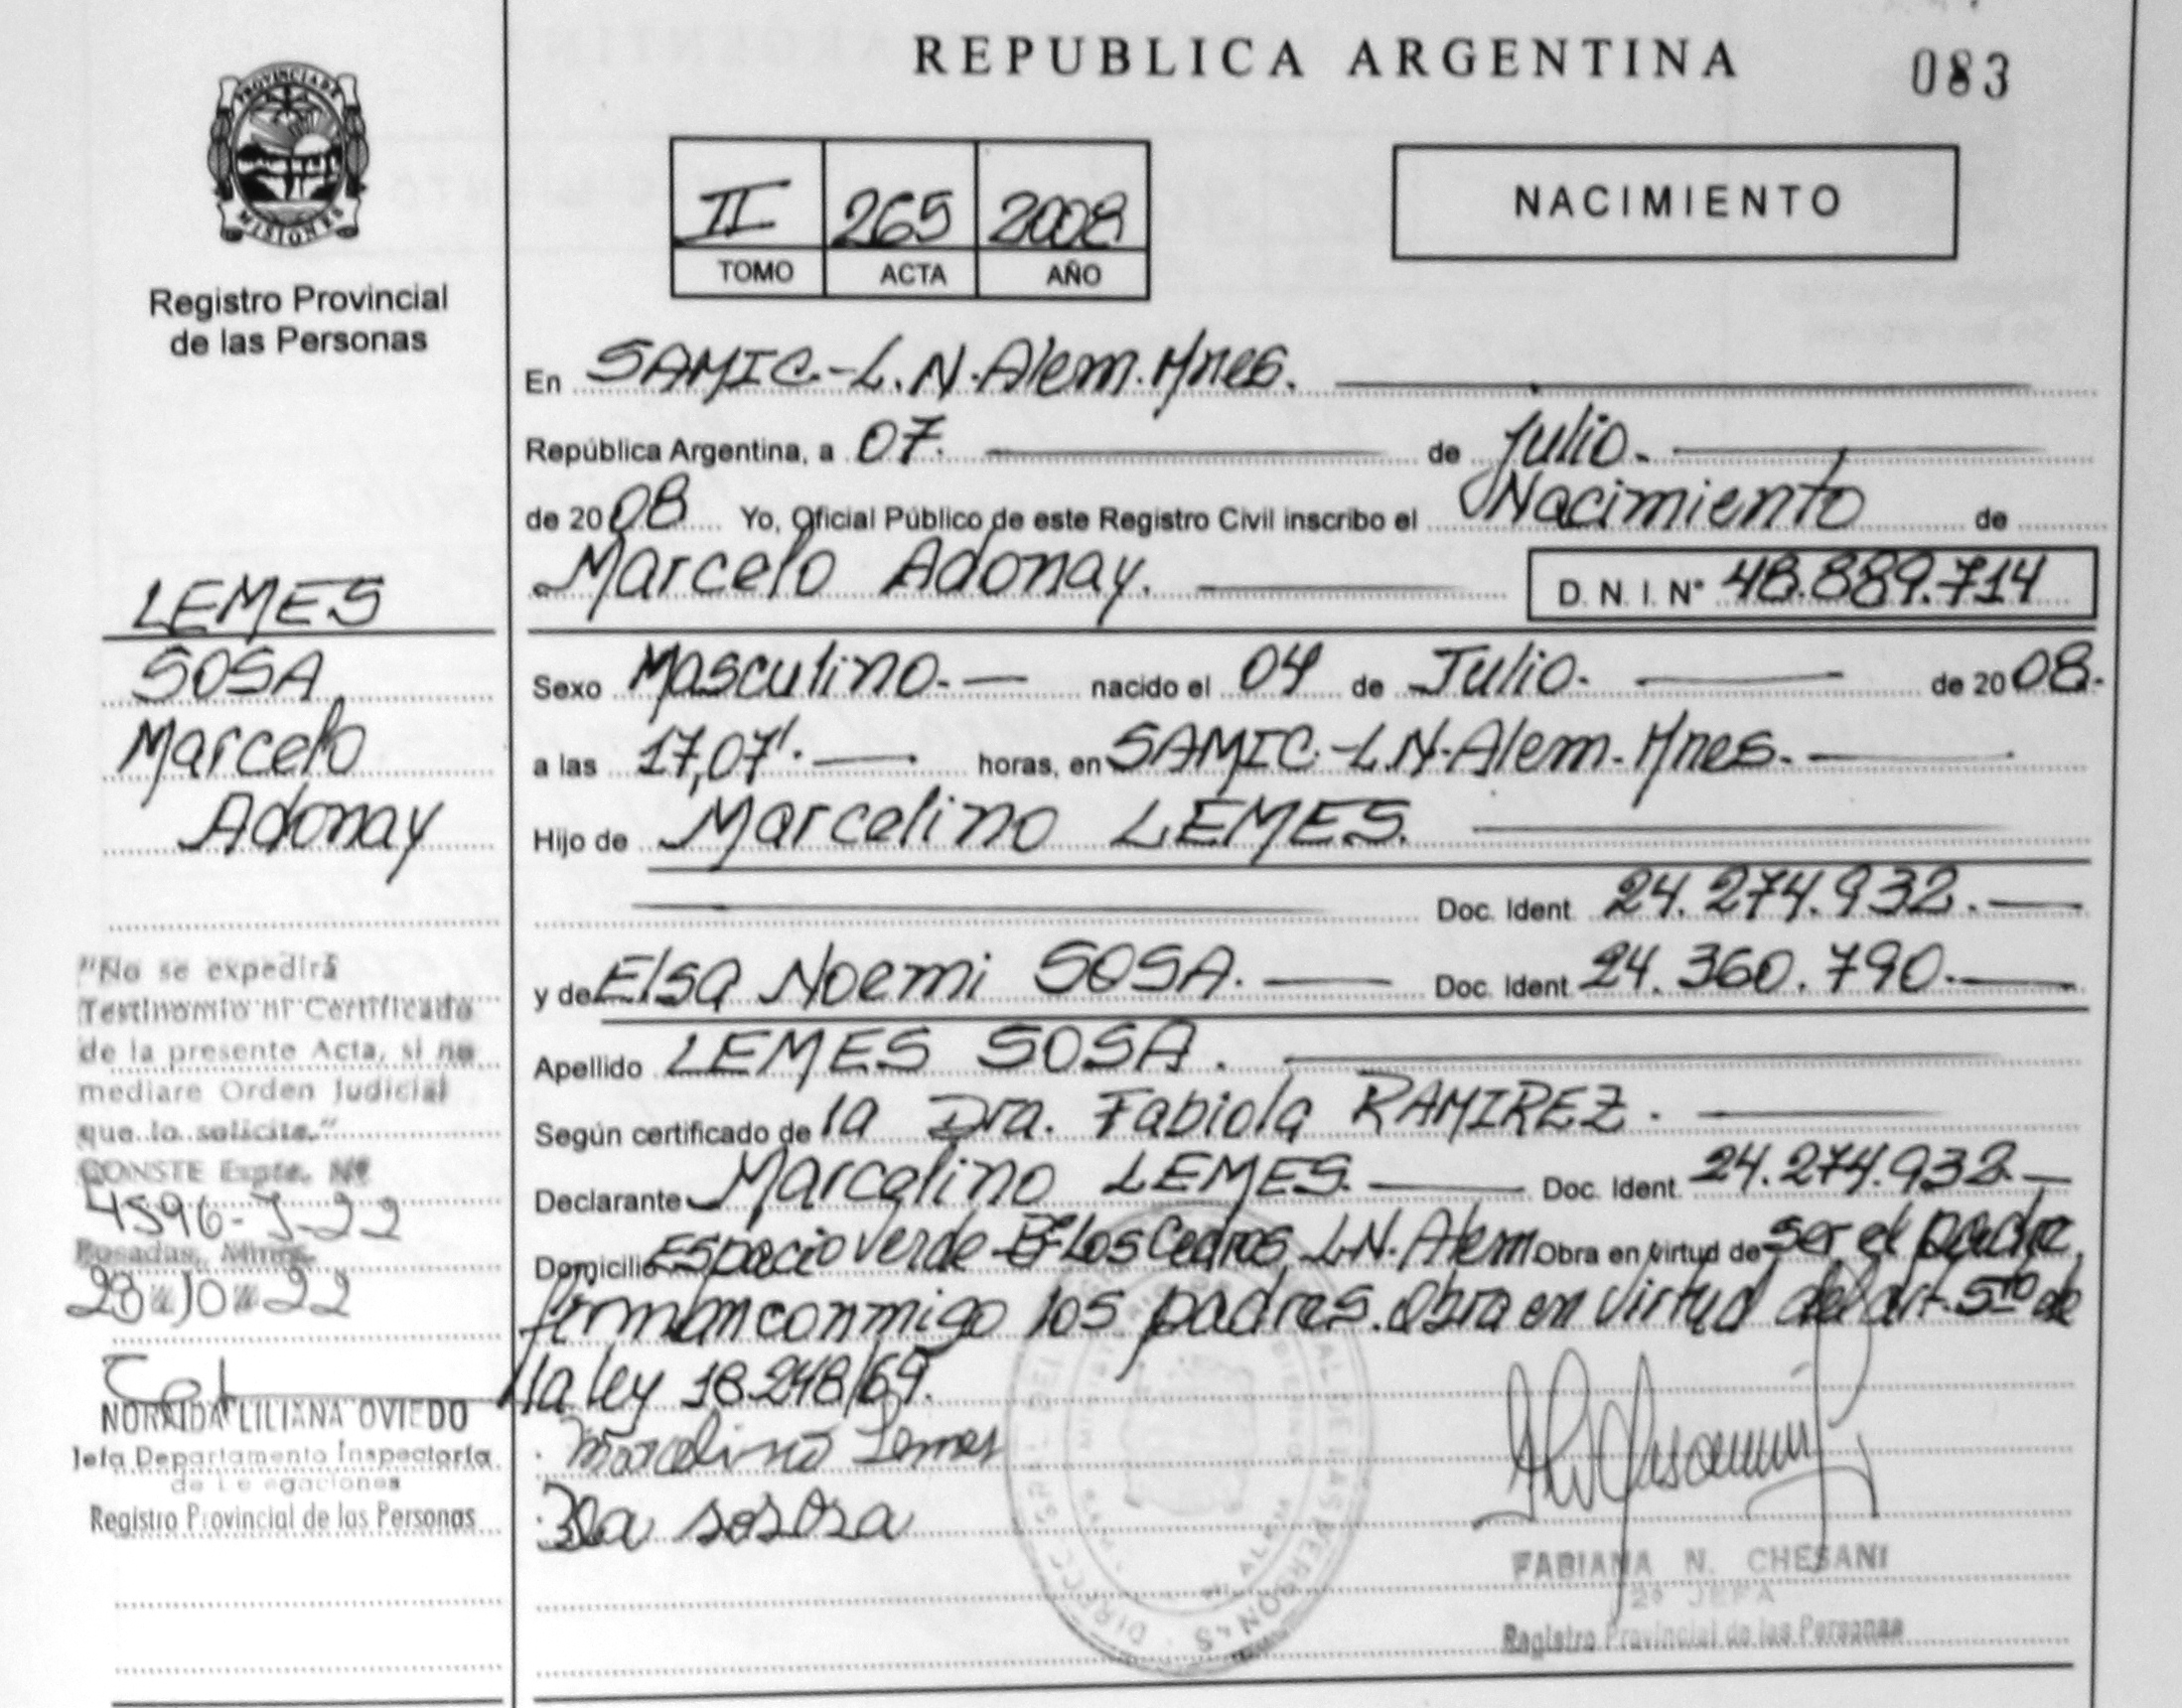 REPUBLICA ARGENTINA
083
PROVINCIA DE MISIONES
Registro Provincial
de las Personas
II 265 2008
TOMO ACTA AÑO
NACIMIENTO
En SAMIC.-L.N.Alem.Mnes.
República Argentina, a 07. de Julio.
de 2008 Yo, Oficial Público de este Registro Civil inscribo el Nacimiento de
Marcelo Adonay. D. N. I. Nº 48.889.714
Sexo Masculino. nacido el 04 de Julio. de 2008.
a las 17,07'. horas, en SAMIC.-L.N.Alem.Mnes.
Hijo de Marcelino LEMES.
Doc. Ident. 24.274.932.
y de Elsa Noemi SOSA. Doc. Ident. 24.360.790.
Apellido LEMES SOSA.
Según certificado de la Dra. Fabiola RAMIREZ.
Declarante Marcelino LEMES. Doc. Ident. 24.274.932.
Domicilio Espacio Verde Bº Los Cedros, L.N.Alem Obra en virtud de ser el padre,
firman conmigo los padres. Obra en virtud del art. 5to de
la ley 18.248/69.
Marcelino Lemes
FABIANA N. CHESANI
2º JEFA
Registro Provincial de las Personas
LEMES
SOSA
Marcelo
Adonay
"No se expedirá
Testimonio ni Certificado
de la presente Acta, si no
mediare Orden Judicial
que lo solicite."
CONSTE Expte. Nº
4596-J-22
Posadas, Mnes.
28-10-22
NORAIDA LILIANA OVIEDO
Jefa Departamento Inspectoría
de Delegaciones
Registro Provincial de las Personas